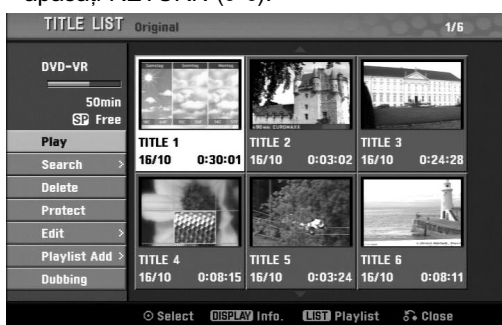 apăsați RETURN
TITLE LIST Original 1/6
DVD-VR
50min
SP Free
Play
Search >
Delete
Protect
Edit >
Playlist Add >
Dubbing
Samstag Sonntag Montag
TITLE 1
16/10 0:30:01
TITLE 2
16/10 0:03:02
TITLE 3
16/10 0:24:28
TITLE 4
16/10 0:08:15
TITLE 5
16/10 0:03:24
TITLE 6
16/10 0:08:11
Select DISPLAY Info. LIST Playlist Close